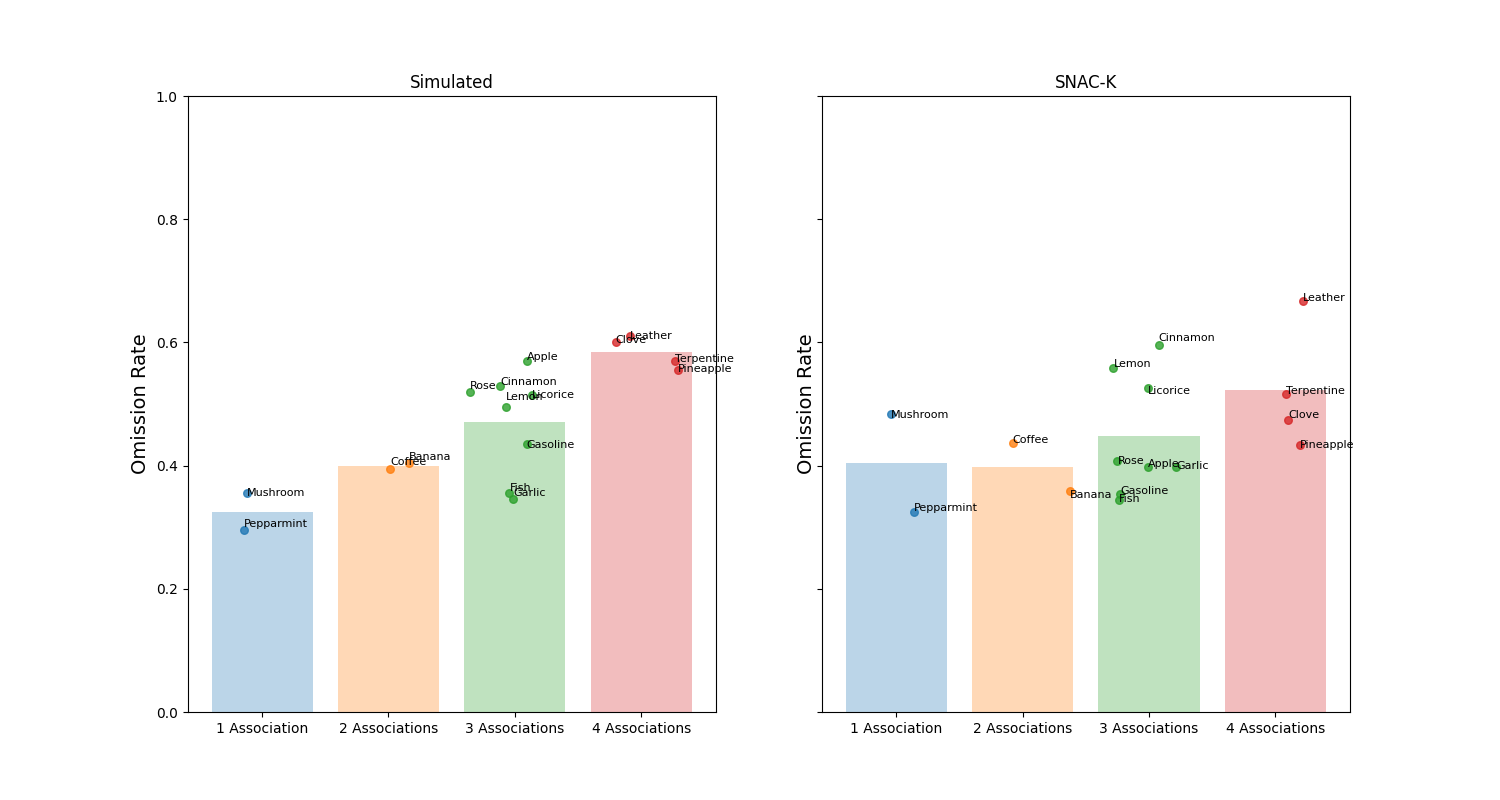 Simulated
Omission Rate
1.0
0.8
0.6
0.4
0.2
0.0
Leather
Clove
Terpentine
Pineapple
Apple
Cinnamon
Rose
Licorice
Lemon
Gasoline
Banana
Coffee
Fish
Garlic
Mushroom
Pepparmint
1 Association
2 Associations
3 Associations
4 Associations
SNAC-K
Omission Rate
Leather
Cinnamon
Lemon
Licorice
Terpentine
Clove
Mushroom
Coffee
Pineapple
Rose
Apple
Garlic
Gasoline
Fish
Banana
Pepparmint
1 Association
2 Associations
3 Associations
4 Associations